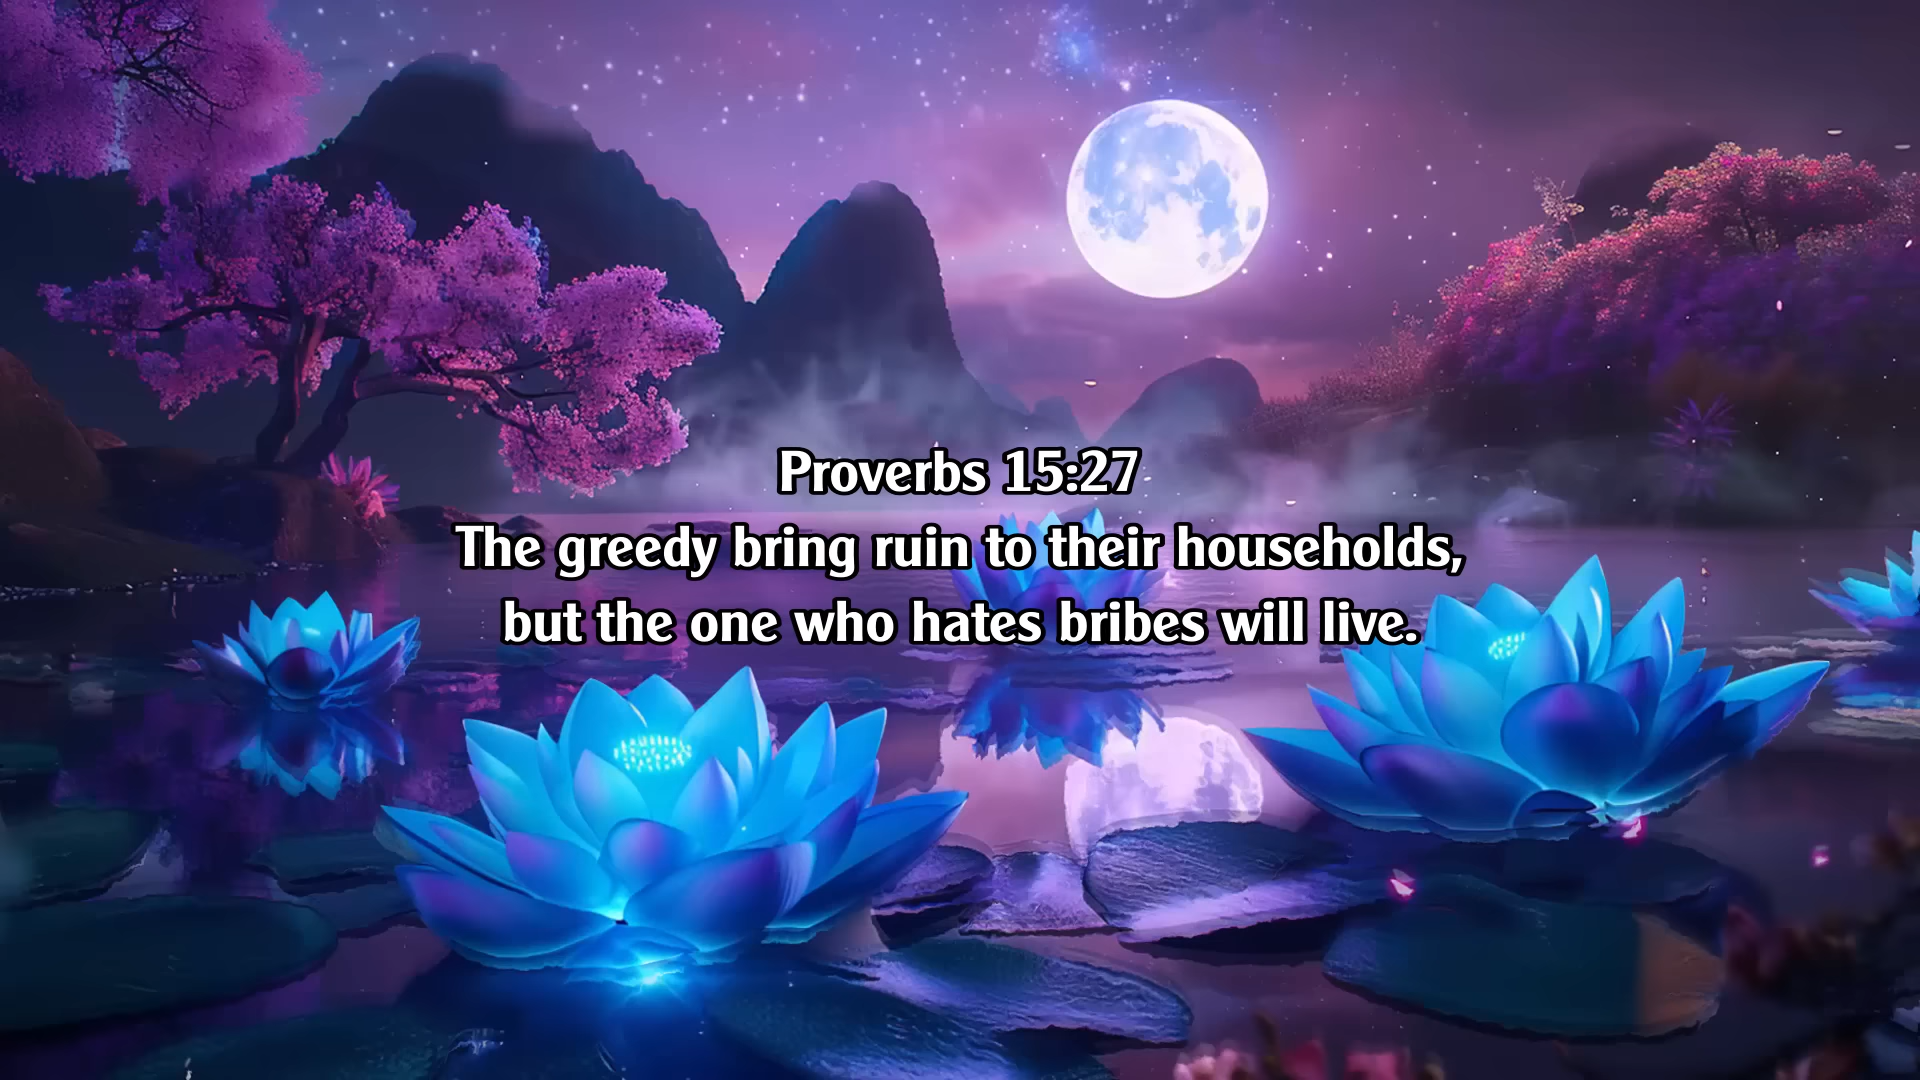 Proverbs 15:27
The greedy bring ruin to their households,
but the one who hates bribes will live.